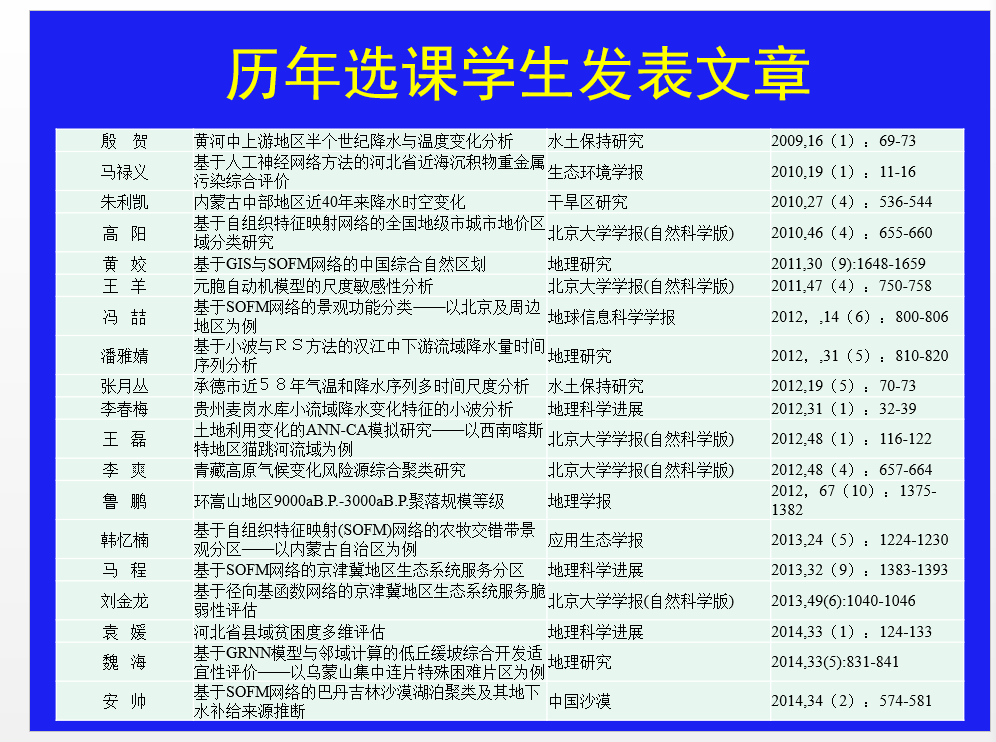 历年选课学生发表文章
殷 贺 黄河中上游地区半个世纪降水与温度变化分析 水土保持研究 2009,16（1）：69-73
马禄义 基于人工神经网络方法的河北省近海沉积物重金属
污染综合评价 生态环境学报 2010,19（1）：11-16
朱利凯 内蒙古中部地区近40年来降水时空变化 干旱区研究 2010,27（4）：536-544
高 阳 基于自组织特征映射网络的全国地级市城市地价区
域分类研究 北京大学学报(自然科学版) 2010,46（4）：655-660
黄 姣 基于GIS与SOFM网络的中国综合自然区划 地理研究 2011,30（9):1648-1659
王 羊 元胞自动机模型的尺度敏感性分析 北京大学学报(自然科学版) 2011,47（4）：750-758
冯 喆 基于SOFM网络的景观功能分类——以北京及周边
地区为例 地球信息科学学报 2012，,14（6）：800-806
潘雅婧 基于小波与ＲＳ方法的汉江中下游流域降水量时间
序列分析 地理研究 2012，,31（5）：810-820
张月丛 承德市近５８年气温和降水序列多时间尺度分析 水土保持研究 2012,19（5）：70-73
李春梅 贵州麦岗水库小流域降水变化特征的小波分析 地理科学进展 2012,31（1）：32-39
王 磊 土地利用变化的ANN-CA模拟研究——以西南喀斯
特地区猫跳河流域为例 北京大学学报(自然科学版) 2012,48（1）：116-122
李 爽 青藏高原气候变化风险源综合聚类研究 北京大学学报(自然科学版) 2012,48（4）：657-664
鲁 鹏 环嵩山地区9000aB.P.-3000aB.P.聚落规模等级 地理学报 2012，67（10）：1375-
1382
韩忆楠 基于自组织特征映射(SOFM)网络的农牧交错带景
观分区——以内蒙古自治区为例 应用生态学报 2013,24（5）：1224-1230
马 程 基于SOFM网络的京津冀地区生态系统服务分区 地理科学进展 2013,32（9）：1383-1393
刘金龙 基于径向基函数网络的京津冀地区生态系统服务脆
弱性评估 北京大学学报(自然科学版) 2013,49(6):1040-1046
袁 媛 河北省县域贫困度多维评估 地理科学进展 2014,33（1）：124-133
魏 海 基于GRNN模型与邻域计算的低丘缓坡综合开发适
宜性评价——以乌蒙山集中连片特殊困难片区为例 地理研究 2014,33(5):831-841
安 帅 基于SOFM网络的巴丹吉林沙漠湖泊聚类及其地下
水补给来源推断 中国沙漠 2014,34（2）：574-581